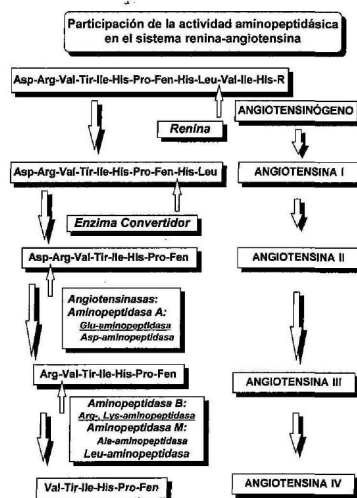 Participación de la actividad aminopeptidásica
en el sistema renina-angiotensina
Asp-Arg-Val-Tir-Ile-His-Pro-Fen-His-Leu-Val-Ile-His-R
Renina
ANGIOTENSINÓGENO
Asp-Arg-Val-Tir-Ile-His-Pro-Fen-His-Leu
ANGIOTENSINA I
Enzima Convertidor
Asp-Arg-Val-Tir-Ile-His-Pro-Fen
ANGIOTENSINA II
Angiotensinasas:
Aminopeptidasa A:
Glu-aminopeptidasa
Asp-aminopeptidasa
Arg-Val-Tir-Ile-His-Pro-Fen
ANGIOTENSINA III
Aminopeptidasa B:
Arg-, Lys-aminopeptidasa
Aminopeptidasa M:
Ala-aminopeptidasa
Leu-aminopeptidasa
Val-Tir-Ile-His-Pro-Fen
ANGIOTENSINA IV